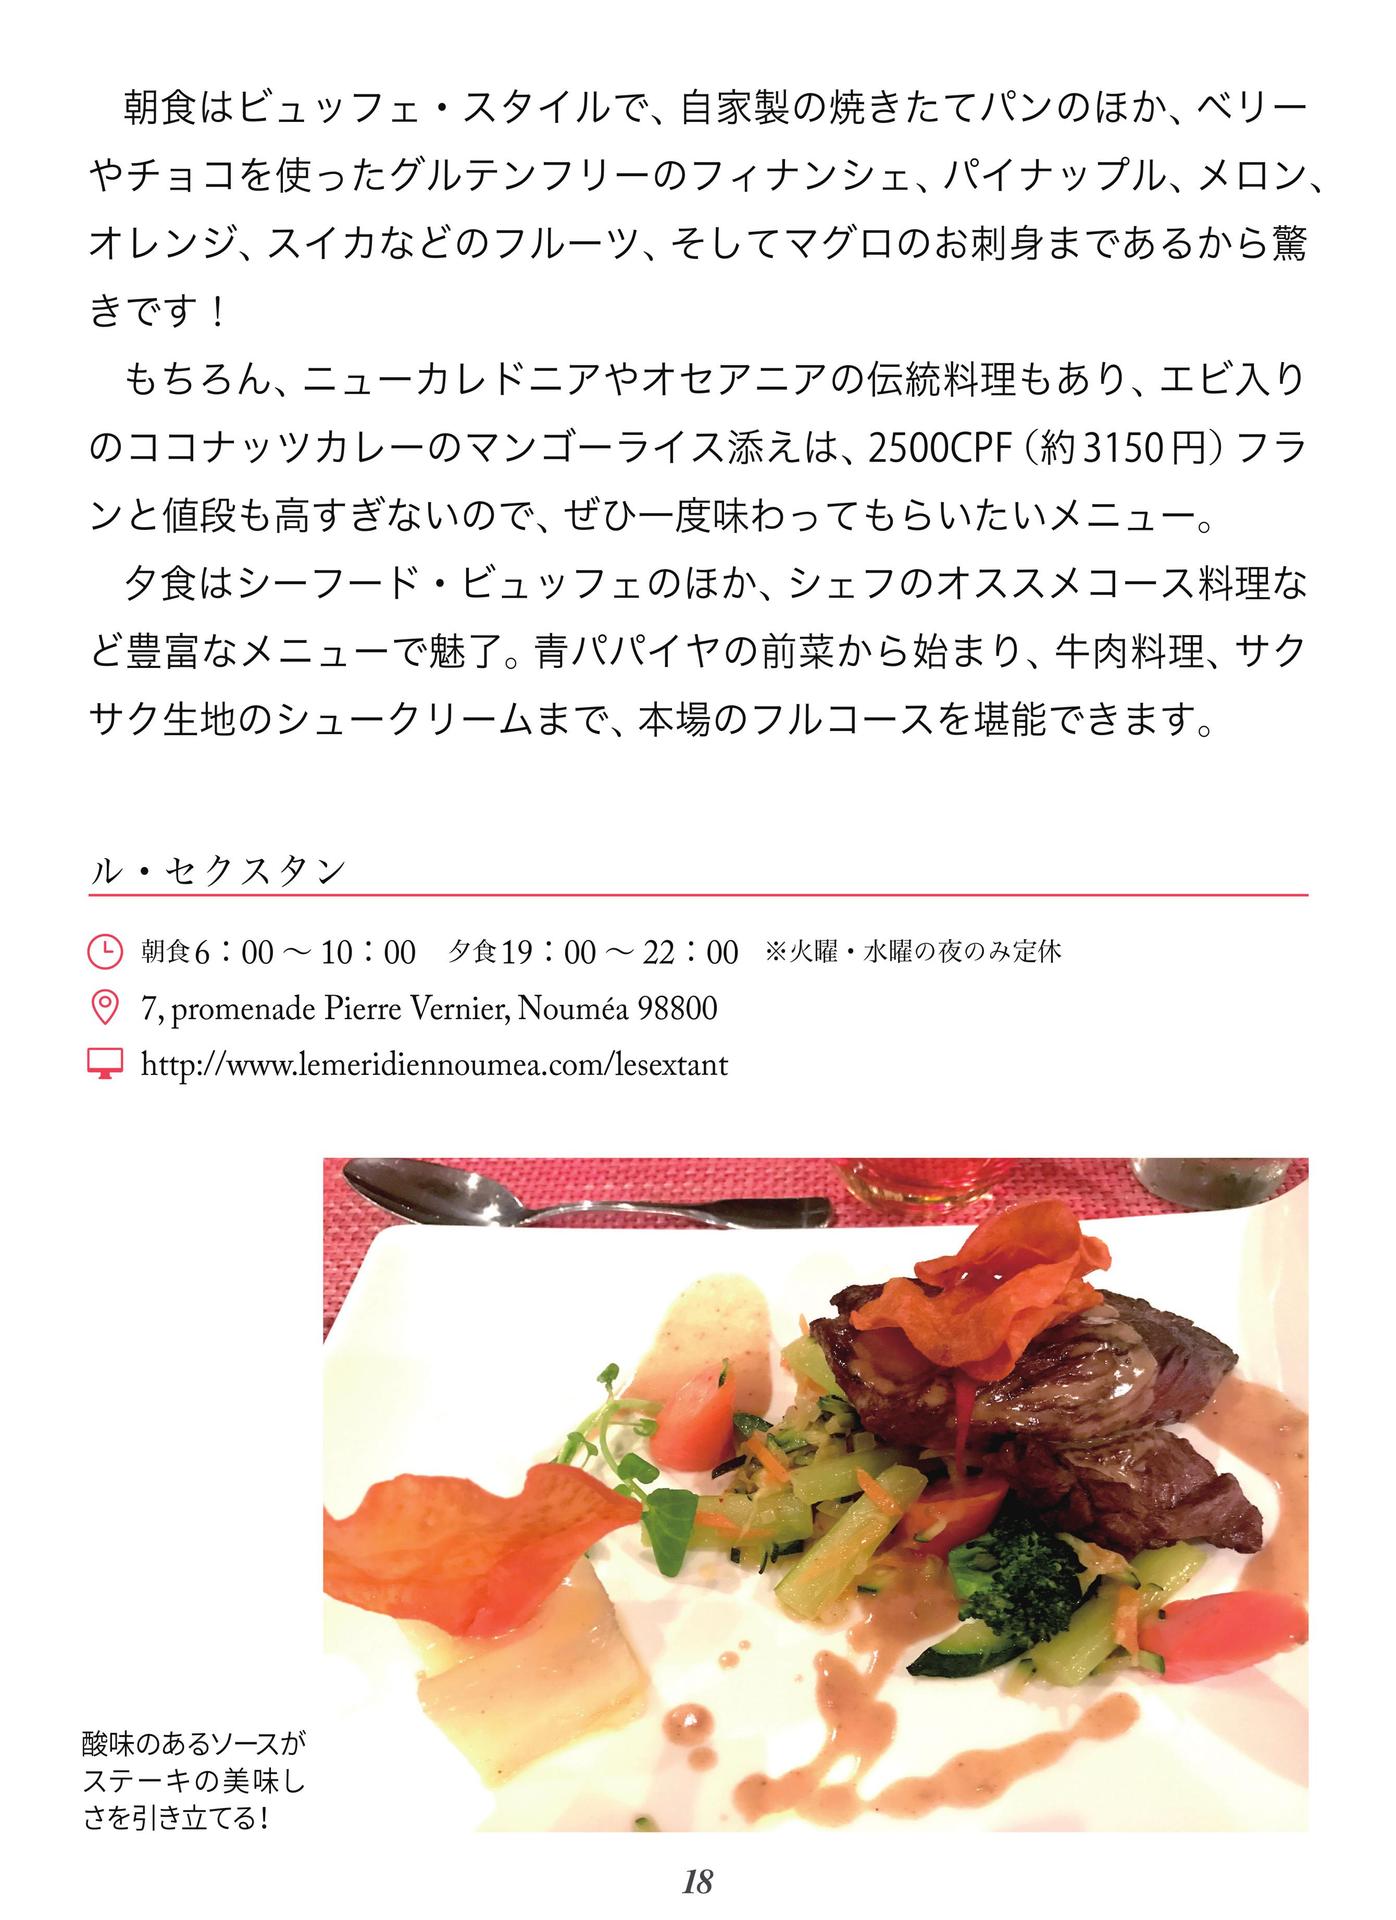 朝食はビュッフェ・スタイルで、自家製の焼きたてパンのほか、ベリー
やチョコを使ったグルテンフリーのフィナンシェ、パイナップル、メロン、
オレンジ、スイカなどのフルーツ、そしてマグロのお刺身まであるから驚
きです！
もちろん、ニューカレドニアやオセアニアの伝統料理もあり、エビ入り
のココナッツカレーのマンゴーライス添えは、2500CPF（約3150円）フラ
ンと値段も高すぎないので、ぜひ一度味わってもらいたいメニュー。
夕食はシーフード・ビュッフェのほか、シェフのオススメコース料理な
ど豊富なメニューで魅了。青パパイヤの前菜から始まり、牛肉料理、サク
サク生地のシュークリームまで、本場のフルコースを堪能できます。
ル・セクスタン
朝食6：00～10：00　夕食19：00～22：00　※火曜・水曜の夜のみ定休
7, promenade Pierre Vernier, Nouméa 98800
http://www.lemeridiennoumea.com/lesextant
酸味のあるソースが
ステーキの美味し
さを引き立てる！
18